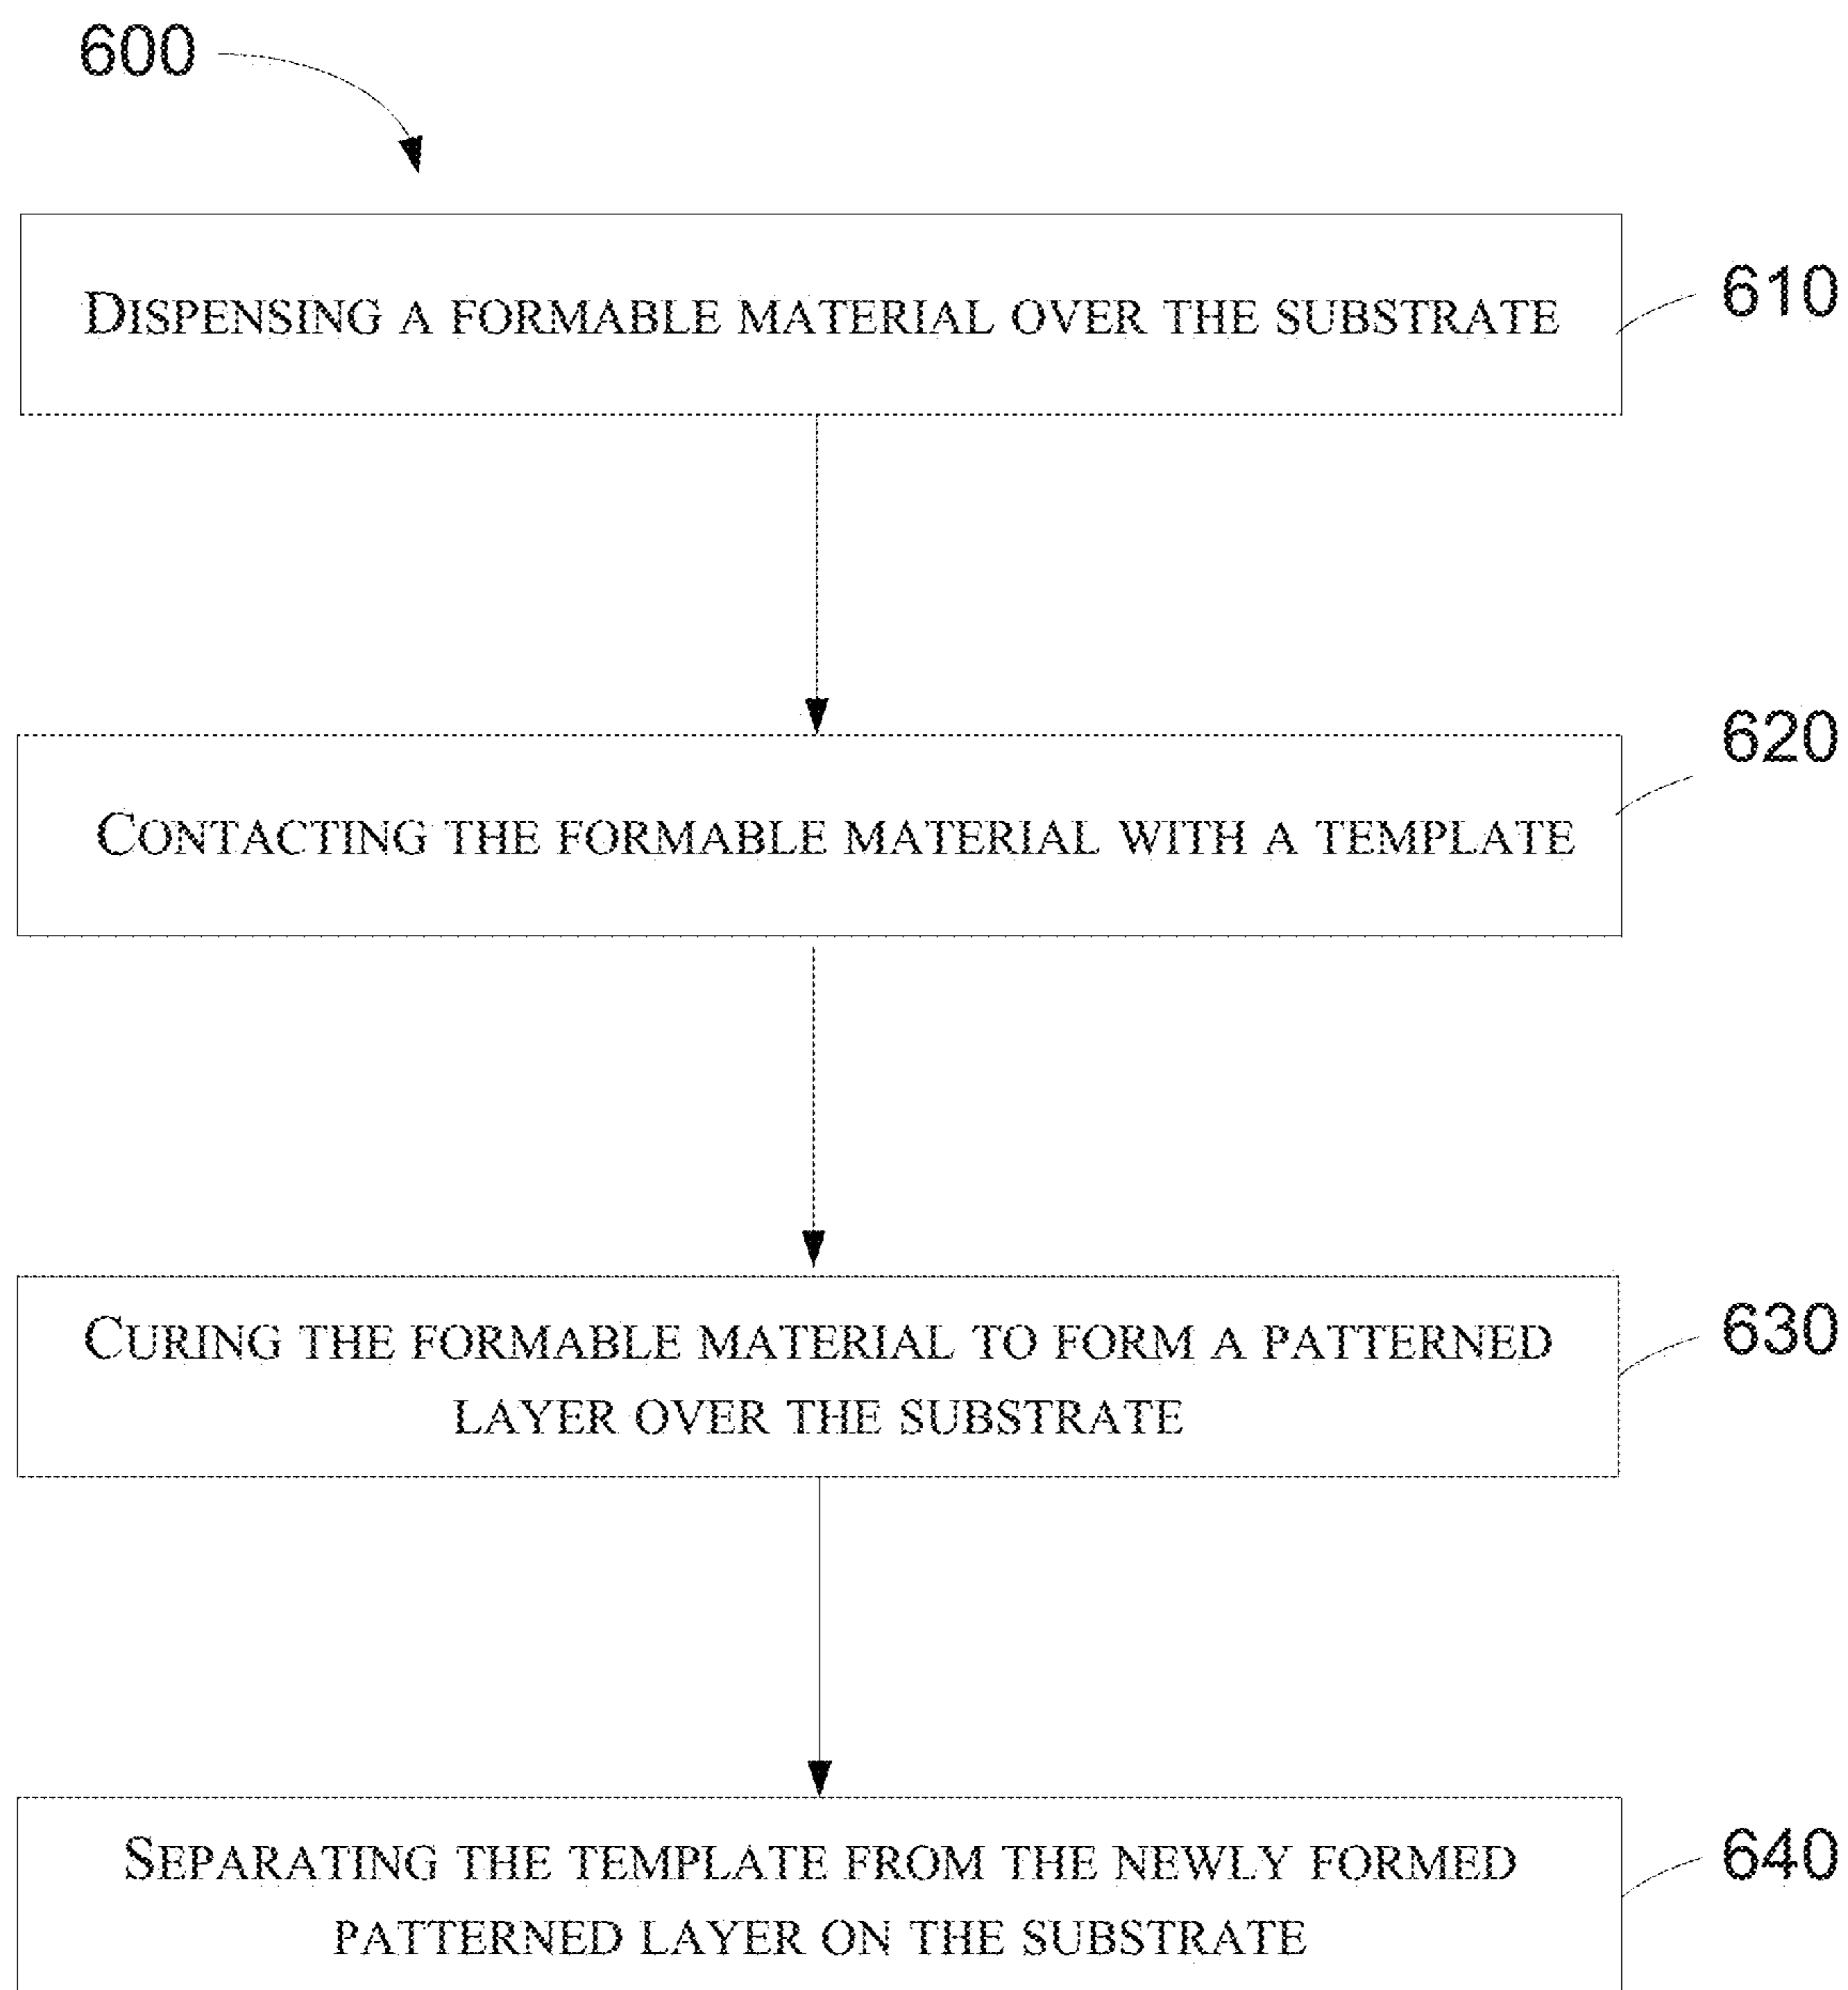 600
DISPENSING A FORMABLE MATERIAL OVER THE SUBSTRATE
610
CONTACTING THE FORMABLE MATERIAL WITH A TEMPLATE
620
CURING THE FORMABLE MATERIAL TO FORM A PATTERNED
LAYER OVER THE SUBSTRATE
630
SEPARATING THE TEMPLATE FROM THE NEWLY FORMED
PATTERNED LAYER ON THE SUBSTRATE
640